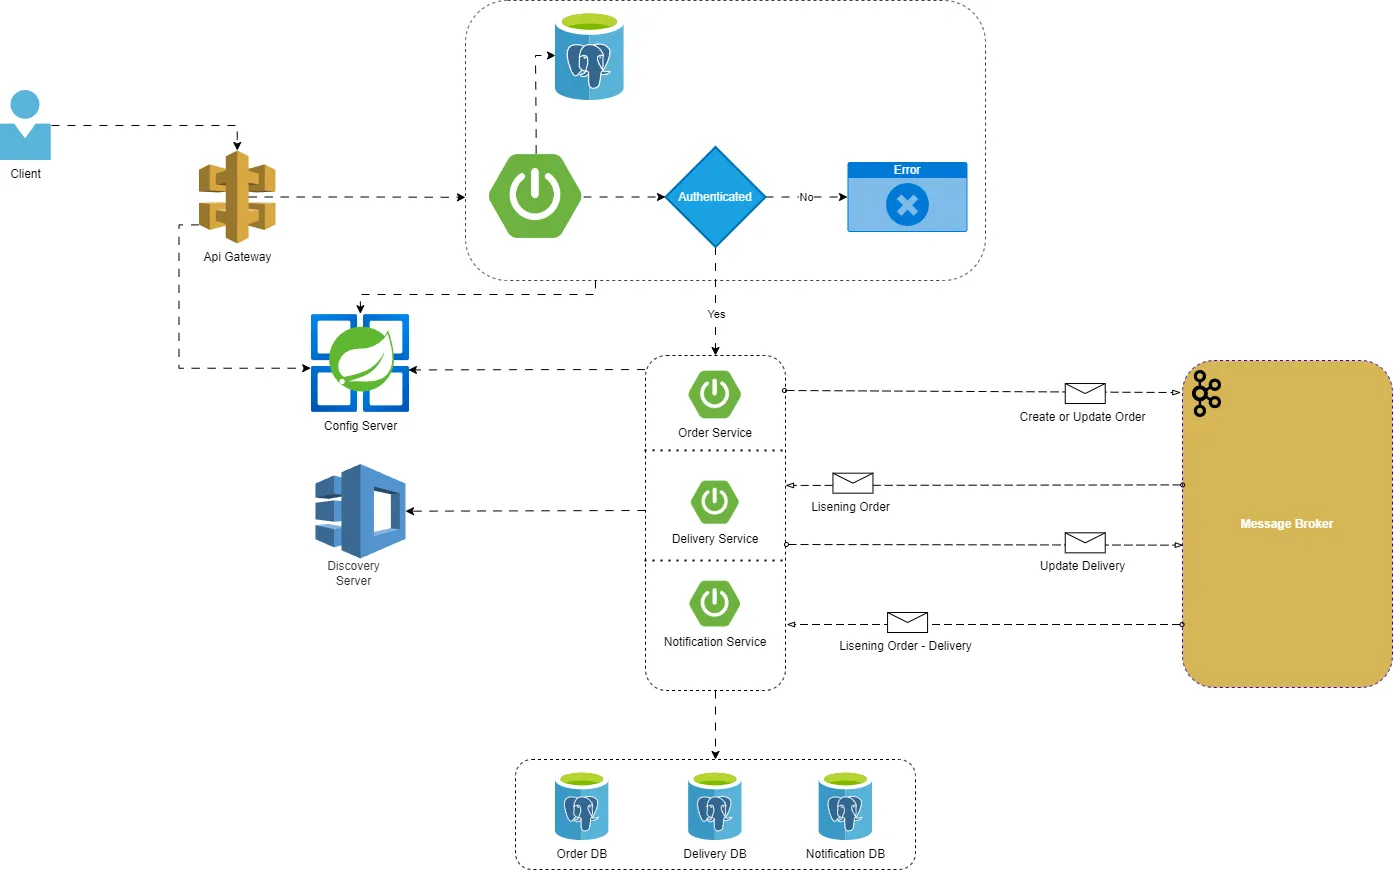 Client
Api Gateway
Authenticated
No
Error
Yes
Config Server
Discovery
Server
Order Service
Delivery Service
Notification Service
Create or Update Order
Lisening Order
Update Delivery
Lisening Order - Delivery
Message Broker
Order DB
Delivery DB
Notification DB